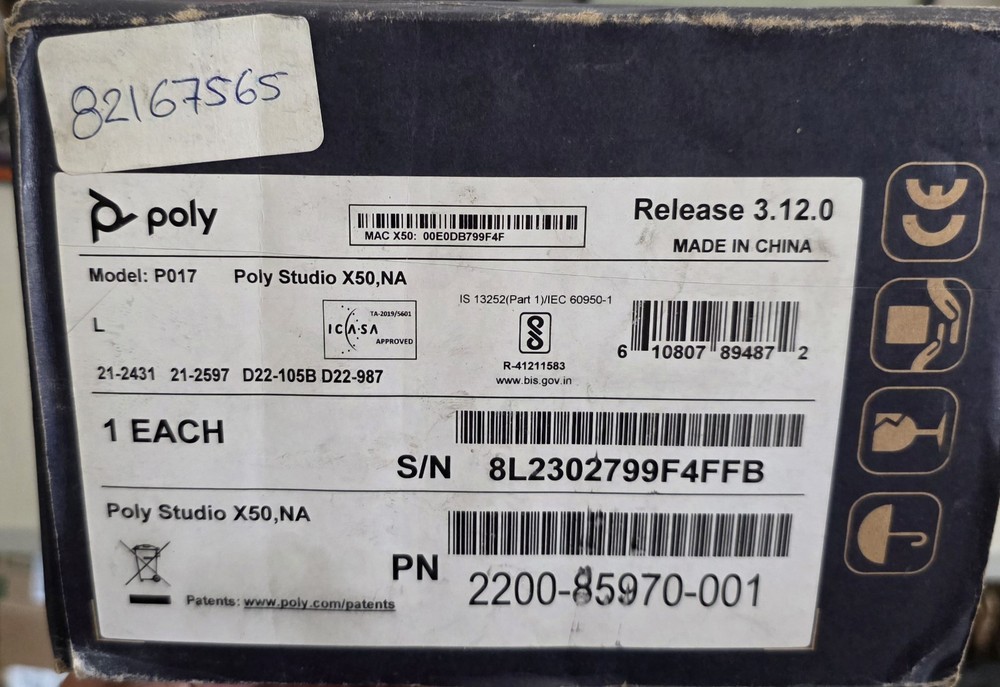 82167565
poly
MAC X50: 00E0DB799F4F
Release 3.12.0
MADE IN CHINA
Model: P017 Poly Studio X50,NA
L
TA-2019/5601
ICASA
APPROVED
IS 13252(Part 1)/IEC 60950-1
R-41211583
www.bis.gov.in
6 10807 89487 2
21-2431 21-2597 D22-105B D22-987
1 EACH
S/N 8L2302799F4FFB
Poly Studio X50,NA
PN 2200-85970-001
Patents: www.poly.com/patents
CE